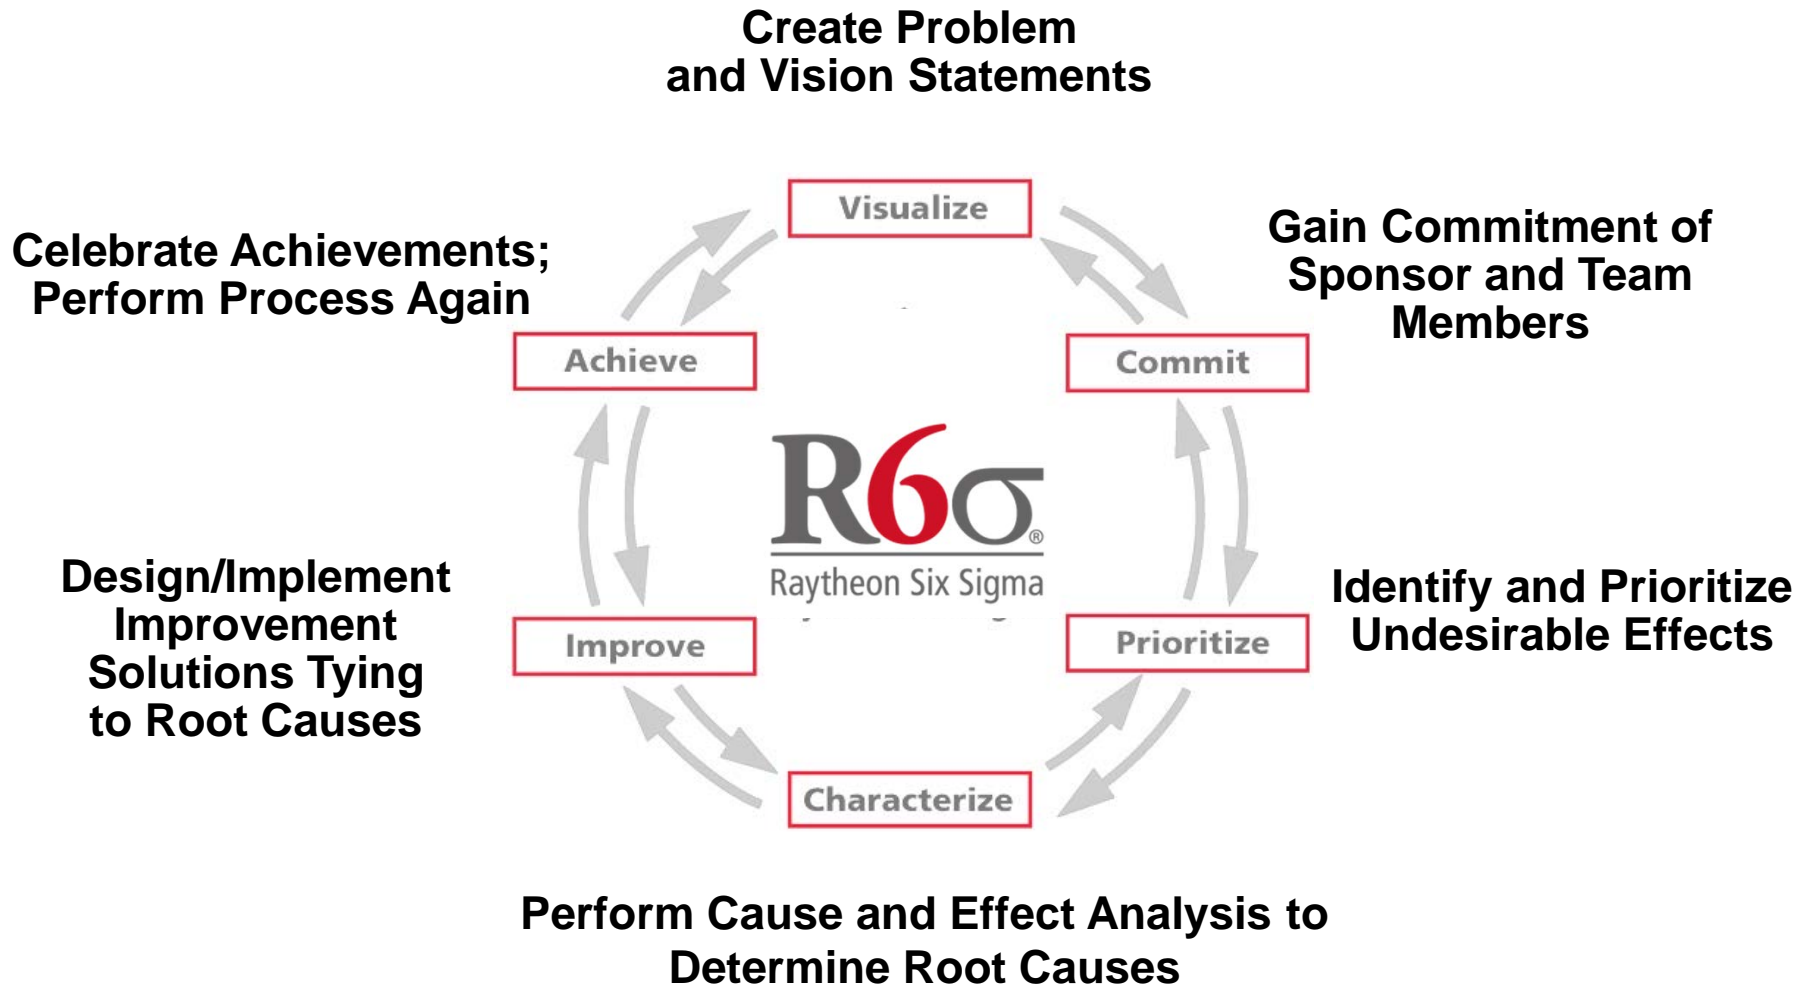 Create Problem
and Vision Statements
Visualize
Gain Commitment of
Sponsor and Team
Members
Commit
Celebrate Achievements;
Perform Process Again
Achieve
R6σ®
Raytheon Six Sigma
Identify and Prioritize
Undesirable Effects
Prioritize
Design/Implement
Improvement
Solutions Tying
to Root Causes
Improve
Characterize
Perform Cause and Effect Analysis to
Determine Root Causes